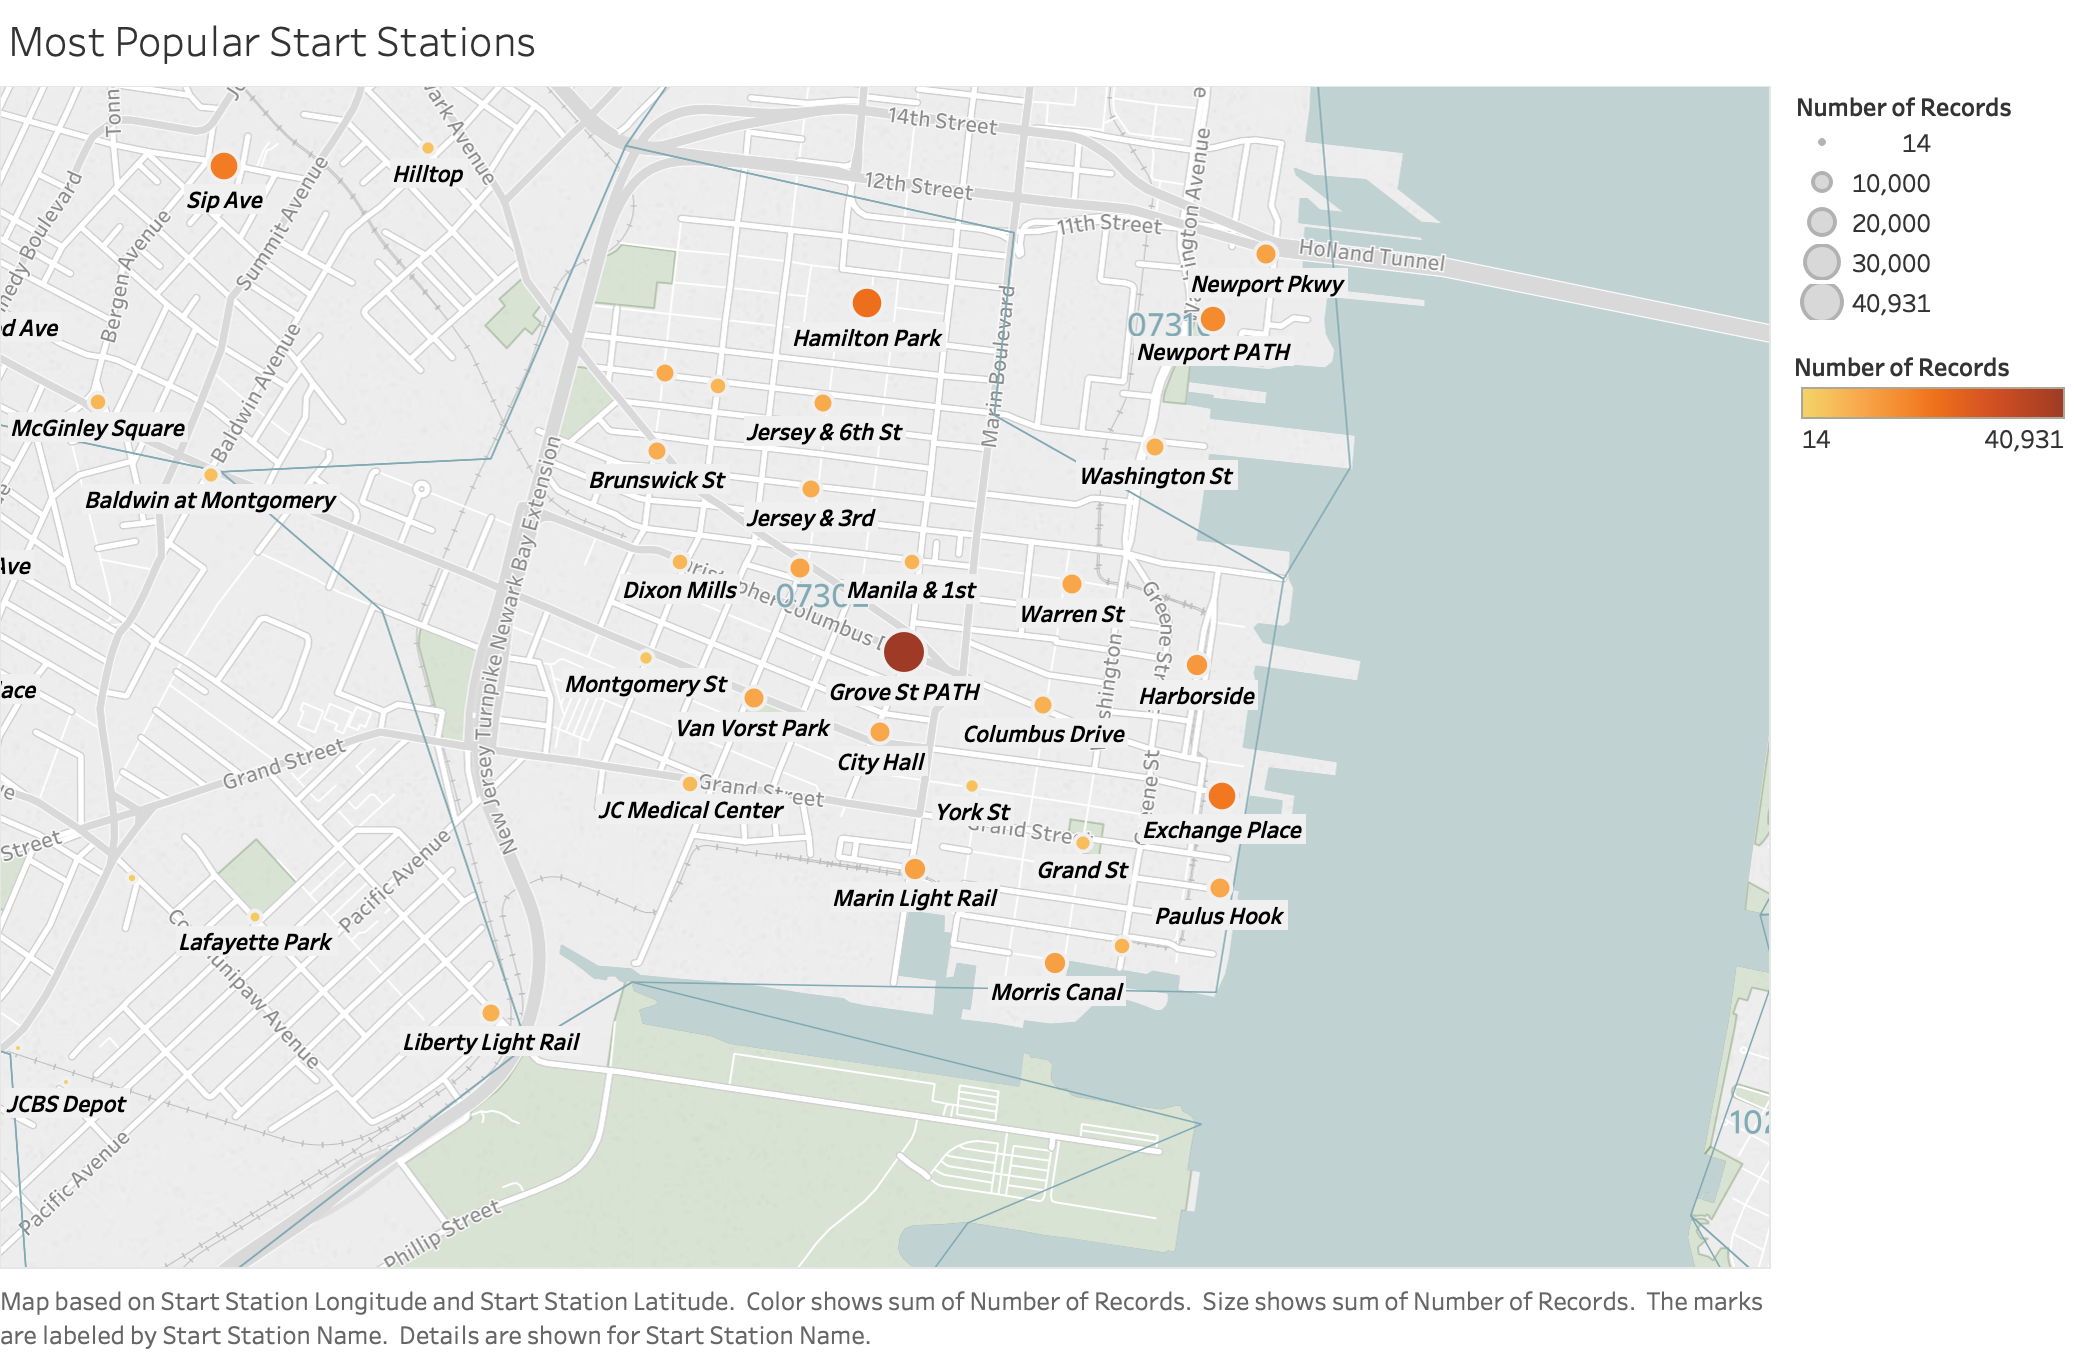 Most Popular Start Stations
14th Street
12th Street
11th Street
Holland Tunnel
Sip Ave
Hilltop
Summit Avenue
Bergen Avenue
Newport Pkwy
Hamilton Park
Newport PATH
Marin Boulevard
Baldwin Avenue
McGinley Square
Jersey & 6th St
Brunswick St
Washington St
Baldwin at Montgomery
Jersey & 3rd
Dixon Mills
Manila & 1st
Warren St
New Jersey Turnpike Newark Bay Extension
Montgomery St
Grove St PATH
Harborside
Van Vorst Park
Columbus Drive
City Hall
Grand Street
Grand Street
JC Medical Center
York St
Exchange Place
Grand St
Street
Pacific Avenue
Marin Light Rail
Paulus Hook
Lafayette Park
Morris Canal
Liberty Light Rail
JCBS Depot
Pacific Avenue
Phillip Street
Number of Records
14
10,000
20,000
30,000
40,931
Number of Records
14 40,931
Map based on Start Station Longitude and Start Station Latitude. Color shows sum of Number of Records. Size shows sum of Number of Records. The marks
are labeled by Start Station Name. Details are shown for Start Station Name.